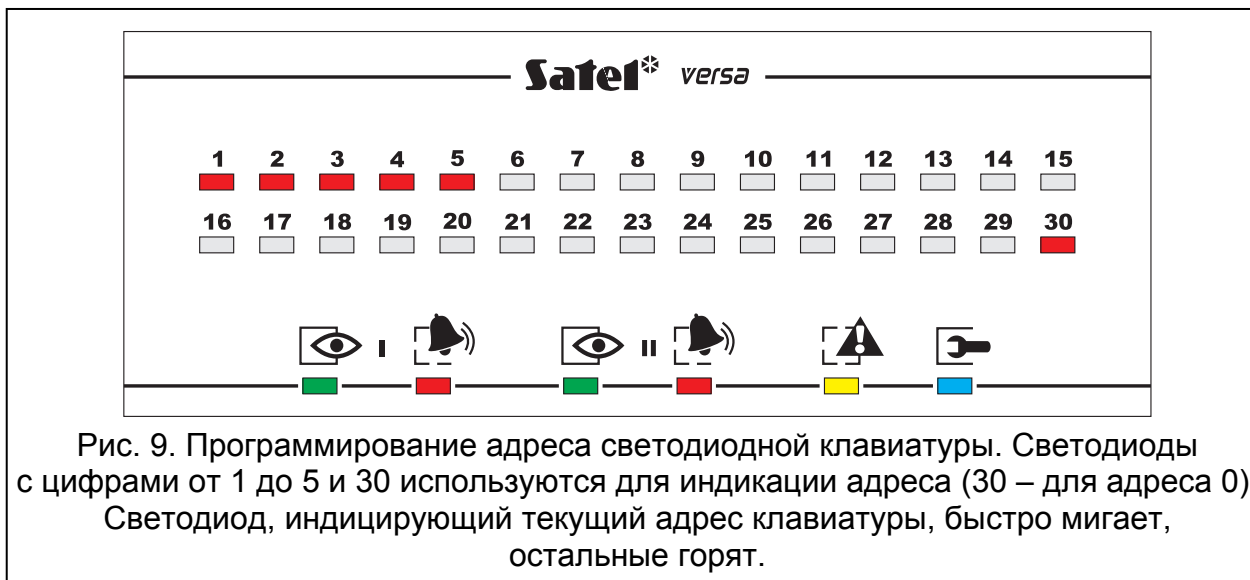 Satel versa
1 2 3 4 5 6 7 8 9 10 11 12 13 14 15
16 17 18 19 20 21 22 23 24 25 26 27 28 29 30
I II
Рис. 9. Программирование адреса светодиодной клавиатуры. Светодиоды
с цифрами от 1 до 5 и 30 используются для индикации адреса (30 – для адреса 0)
Светодиод, индицирующий текущий адрес клавиатуры, быстро мигает,
остальные горят.